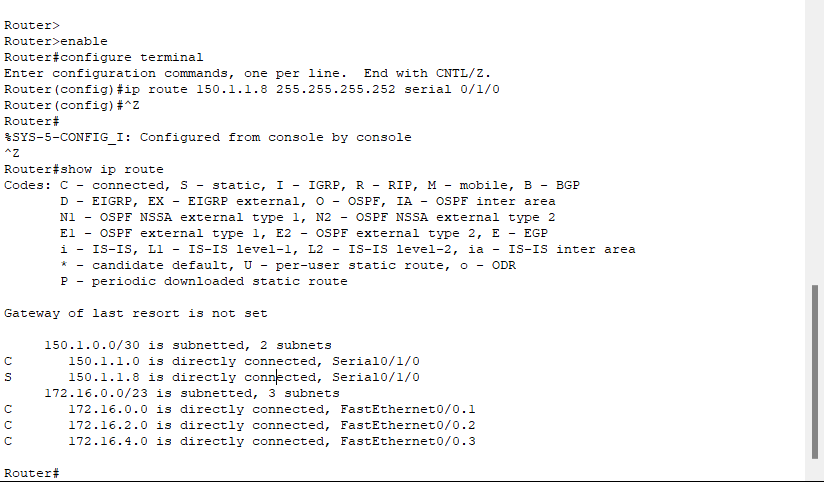 Router>
Router>enable
Router#configure terminal
Enter configuration commands, one per line.  End with CNTL/Z.
Router(config)#ip route 150.1.1.8 255.255.255.252 serial 0/1/0
Router(config)#^Z
Router#
%SYS-5-CONFIG_I: Configured from console by console
^Z
Router#show ip route
Codes: C - connected, S - static, I - IGRP, R - RIP, M - mobile, B - BGP
       D - EIGRP, EX - EIGRP external, O - OSPF, IA - OSPF inter area
       N1 - OSPF NSSA external type 1, N2 - OSPF NSSA external type 2
       E1 - OSPF external type 1, E2 - OSPF external type 2, E - EGP
       i - IS-IS, L1 - IS-IS level-1, L2 - IS-IS level-2, ia - IS-IS inter area
       * - candidate default, U - per-user static route, o - ODR
       P - periodic downloaded static route

Gateway of last resort is not set

     150.1.0.0/30 is subnetted, 2 subnets
C       150.1.1.0 is directly connected, Serial0/1/0
S       150.1.1.8 is directly connected, Serial0/1/0
     172.16.0.0/23 is subnetted, 3 subnets
C       172.16.0.0 is directly connected, FastEthernet0/0.1
C       172.16.2.0 is directly connected, FastEthernet0/0.2
C       172.16.4.0 is directly connected, FastEthernet0/0.3

Router#